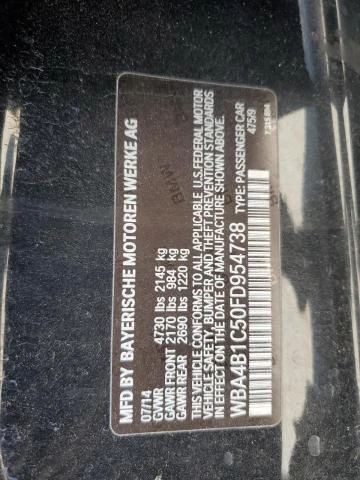 MFD BY BAYERISCHE MOTOREN WERKE AG
07/14
GVWR 4730 lbs 2145 kg
GAWR FRONT 2170 lbs 984 kg
GAWR REAR 2690 lbs 1220 kg
THIS VEHICLE CONFORMS TO ALL APPLICABLE U.S. FEDERAL MOTOR
VEHICLE SAFETY, BUMPER AND THEFT PREVENTION STANDARDS
IN EFFECT ON THE DATE OF MANUFACTURE SHOWN ABOVE.
WBA4B1C50FD954738 TYPE: PASSENGER CAR
475/9
BMW
BMW